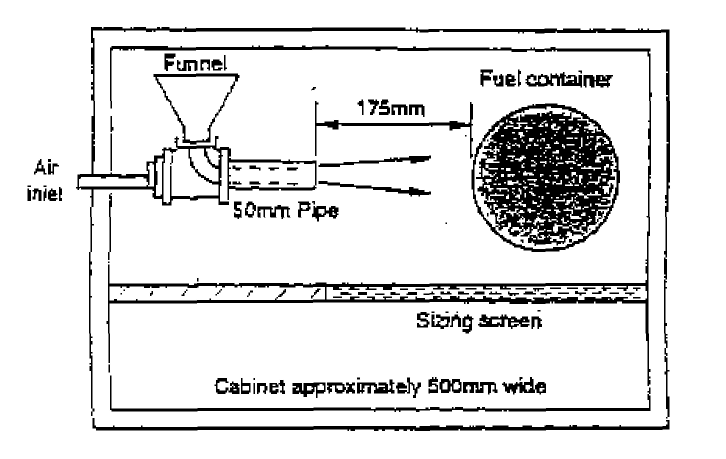 Funnel
Fuel container
175mm
Air
inlet
50mm Pipe
Sizing screen
Cabinet approximately 500mm wide